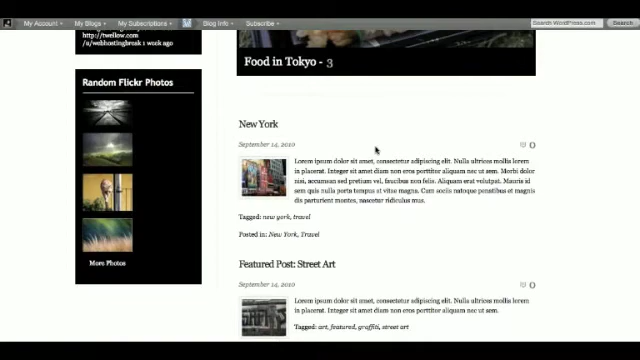 My Account My Blogs My Subscriptions Blog Info Subscribe Search WordPress.com Search
http://twellow.com
/a/webhostingbreak 1 week ago
Random Flickr Photos
More Photos
Food in Tokyo - 3
New York
September 14, 2010 0
Lorem ipsum dolor sit amet, consectetur adipiscing elit. Nulla ultrices mollis lorem
in placerat. Integer sit diam non eros porttitor aliquam nec ut sem. Morbi dolor
nisi, accumsan sed pretium vel, faucibus non felis. Aliquam erat volutpat. Mauris id
sem quis nulla porta tempus ut vitae magna. Cum sociis natoque penatibus et magnis
dis parturient montes, nascetur ridiculus mus.
Tagged: new york, travel
Posted in: New York, Travel
Featured Post: Street Art
September 14, 2010 0
Lorem ipsum dolor sit amet, consectetur adipiscing elit. Nulla ultrices mollis lorem
in placerat. Integer sit diam non eros porttitor aliquam nec ut sem.
Tagged: art, featured, graffiti, street art